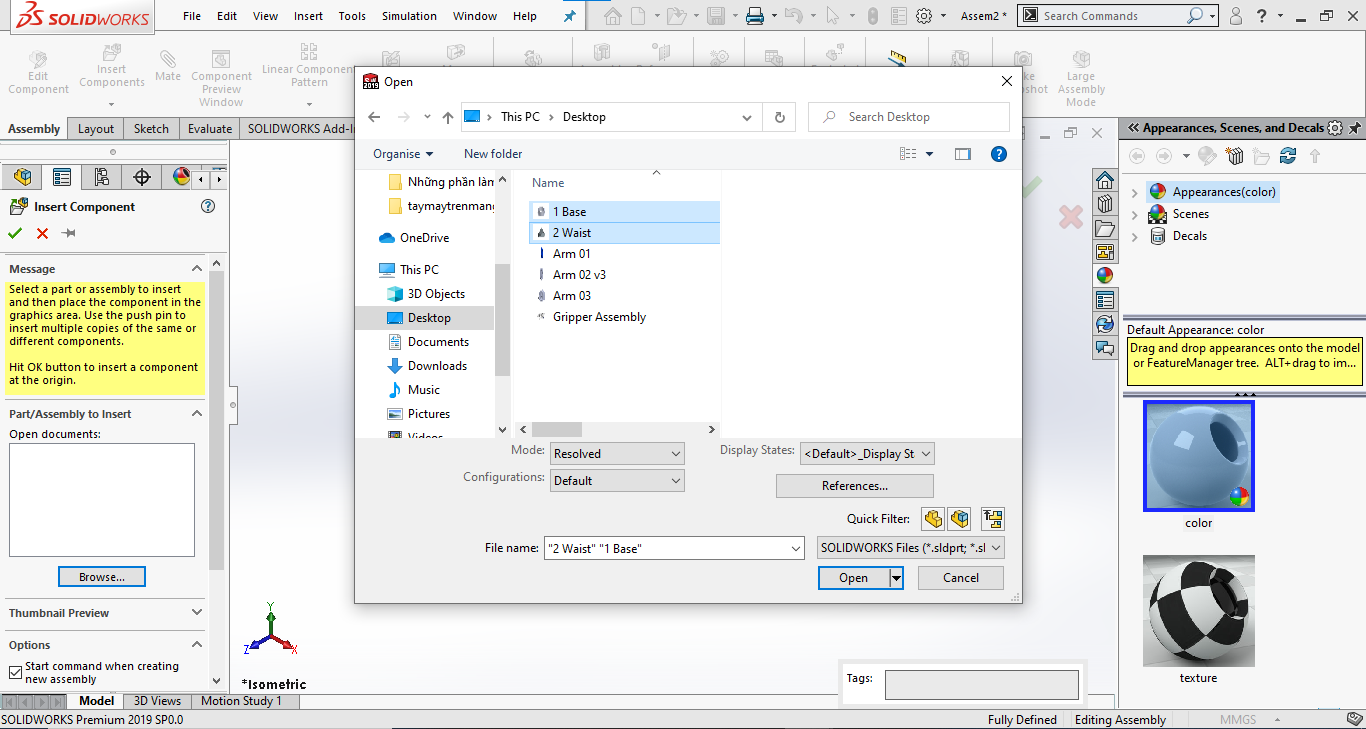 SOLIDWORKS
File Edit View Insert Tools Simulation Window Help
Assem2 *
Search Commands
Edit Component
Insert Components
Mate
Component Preview Window
Linear Component Pattern
Large Assembly Mode
Assembly Layout Sketch Evaluate SOLIDWORKS Add-I
2019 Open
This PC Desktop
Search Desktop
Organise New folder
Những phần làm
taymaytrenmang
OneDrive
This PC
3D Objects
Desktop
Documents
Downloads
Music
Pictures
Videos
Name
1 Base
2 Waist
Arm 01
Arm 02 v3
Arm 03
Gripper Assembly
Mode: Resolved
Display States: <Default>_Display St
Configurations: Default
References...
Quick Filter:
File name: "2 Waist" "1 Base"
SOLIDWORKS Files (*.sldprt; *.sl
Open Cancel
Insert Component
Message
Select a part or assembly to insert
and then place the component in the
graphics area. Use the push pin to
insert multiple copies of the same or
different components.
Hit OK button to insert a component
at the origin.
Part/Assembly to Insert
Open documents:
Browse...
Thumbnail Preview
Options
Start command when creating
new assembly
Y
Z X
*Isometric
Tags:
Appearances, Scenes, and Decals
Appearances(color)
Scenes
Decals
Default Appearance: color
Drag and drop appearances onto the model
or FeatureManager tree. ALT+drag to im...
color
texture
Model 3D Views Motion Study 1
SOLIDWORKS Premium 2019 SP0.0
Fully Defined Editing Assembly MMGS